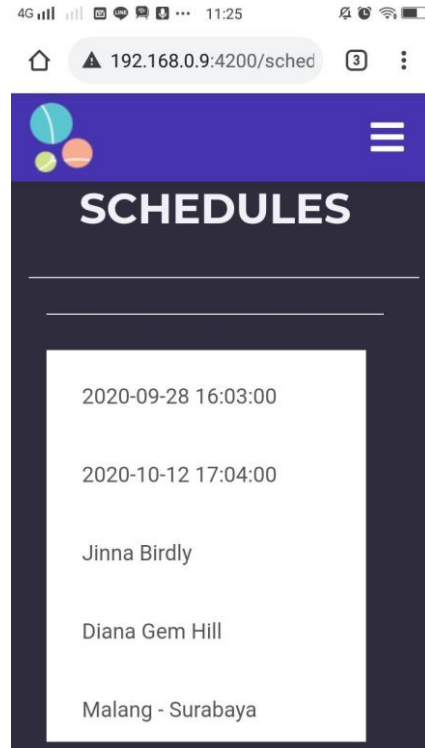 4G 11:25
192.168.0.9:4200/sched 3
SCHEDULES
2020-09-28 16:03:00
2020-10-12 17:04:00
Jinna Birdly
Diana Gem Hill
Malang - Surabaya